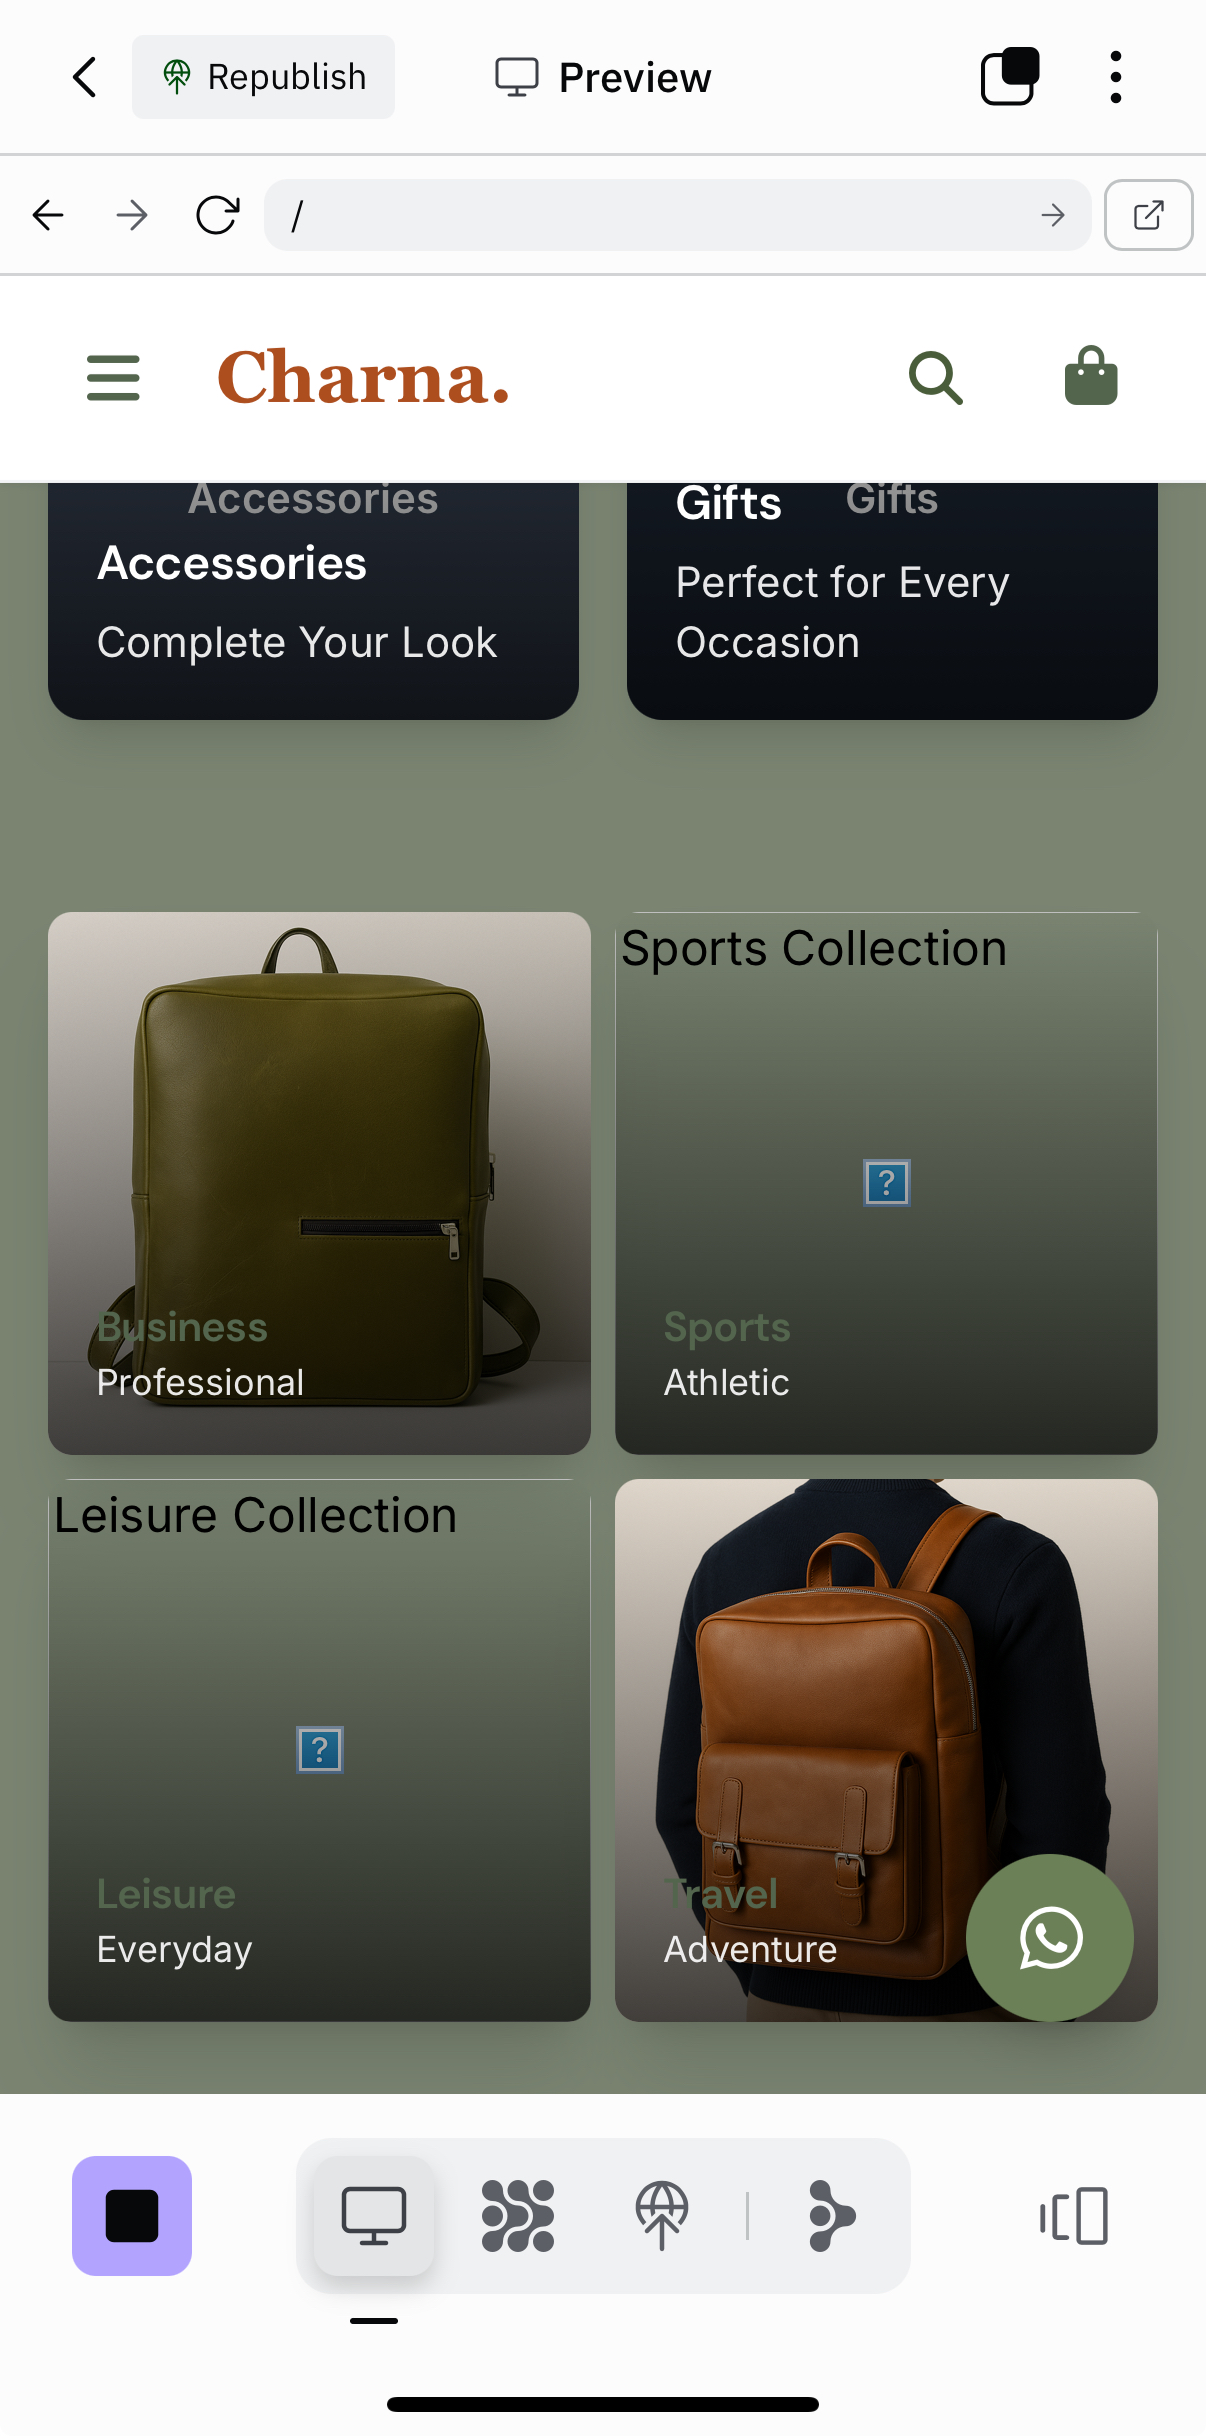 Republish
Preview
/
Charna.
Accessories
Accessories
Complete Your Look
Gifts
Gifts
Perfect for Every
Occasion
Business
Professional
Sports Collection
?
Sports
Athletic
Leisure Collection
?
Leisure
Everyday
Travel
Adventure